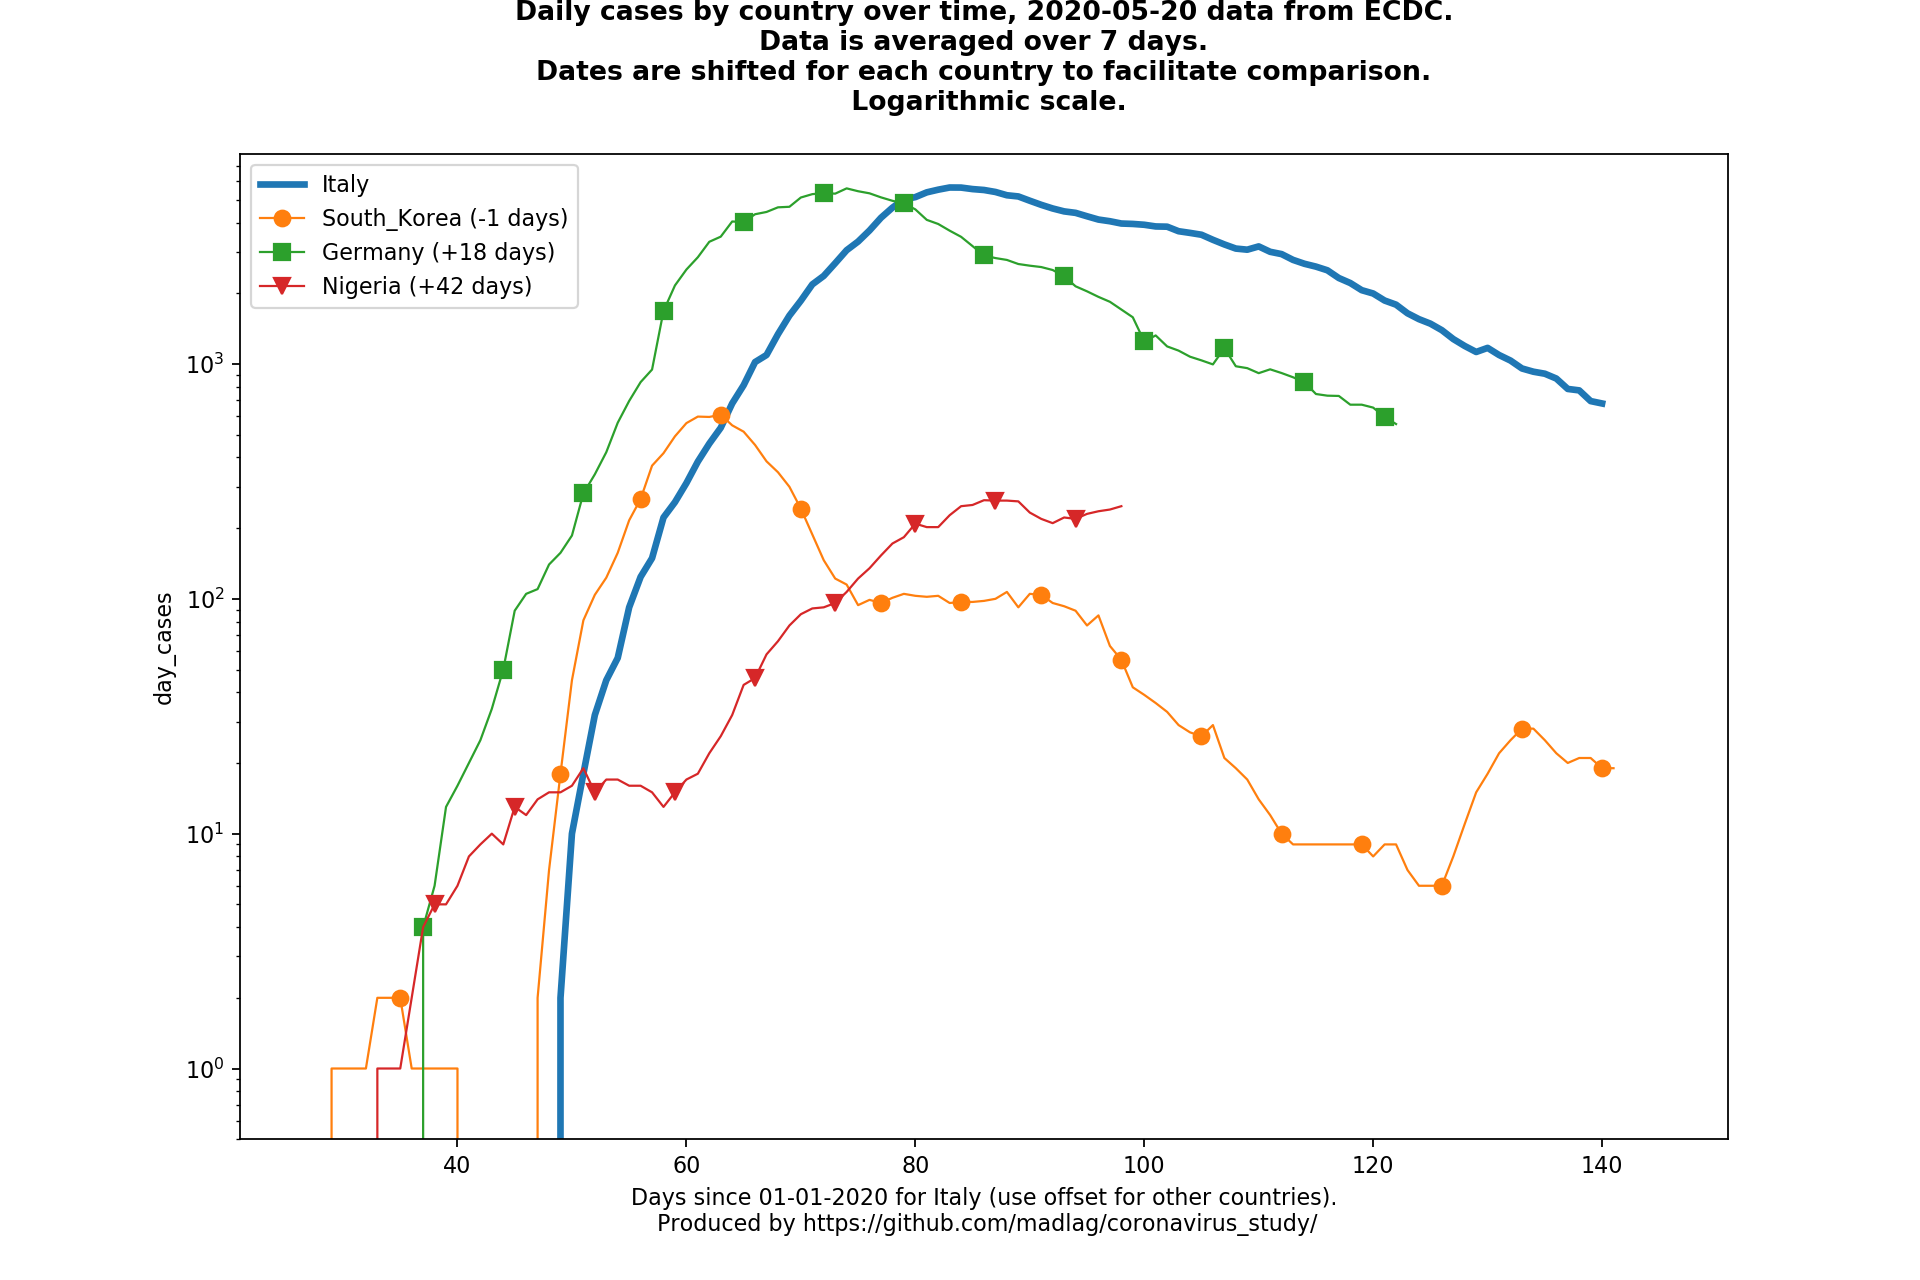 Daily cases by country over time, 2020-05-20 data from ECDC.
Data is averaged over 7 days.
Dates are shifted for each country to facilitate comparison.
Logarithmic scale.
Italy
South_Korea (-1 days)
Germany (+18 days)
Nigeria (+42 days)
10³
10²
10¹
10⁰
day_cases
40 60 80 100 120 140
Days since 01-01-2020 for Italy (use offset for other countries).
Produced by https://github.com/madlag/coronavirus_study/